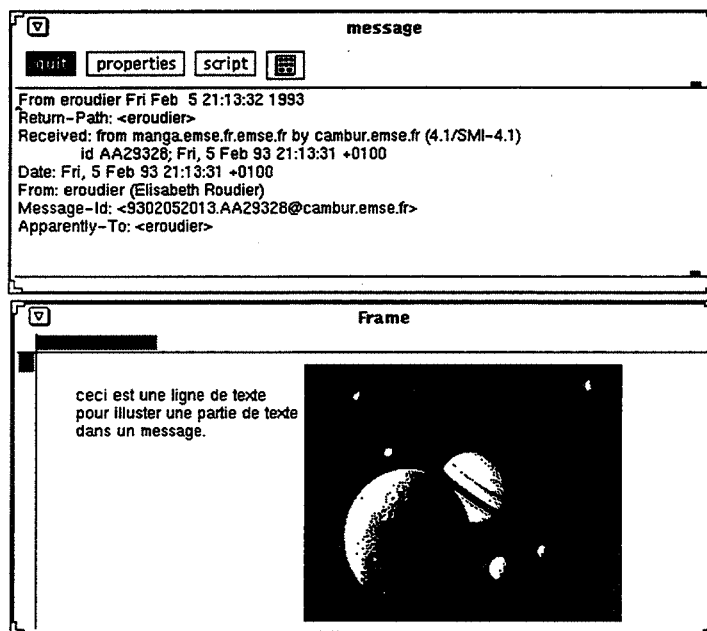 message
quit properties script
From eroudier Fri Feb 5 21:13:32 1993
Return-Path: <eroudier>
Received: from manga.emse.fr.emse.fr by cambur.emse.fr (4.1/SMI-4.1)
id AA29328; Fri, 5 Feb 93 21:13:31 +0100
Date: Fri, 5 Feb 93 21:13:31 +0100
From: eroudier (Elisabeth Roudier)
Message-Id: <9302052013.AA29328@cambur.emse.fr>
Apparently-To: <eroudier>
Frame
ceci est une ligne de texte
pour illuster une partie de texte
dans un message.